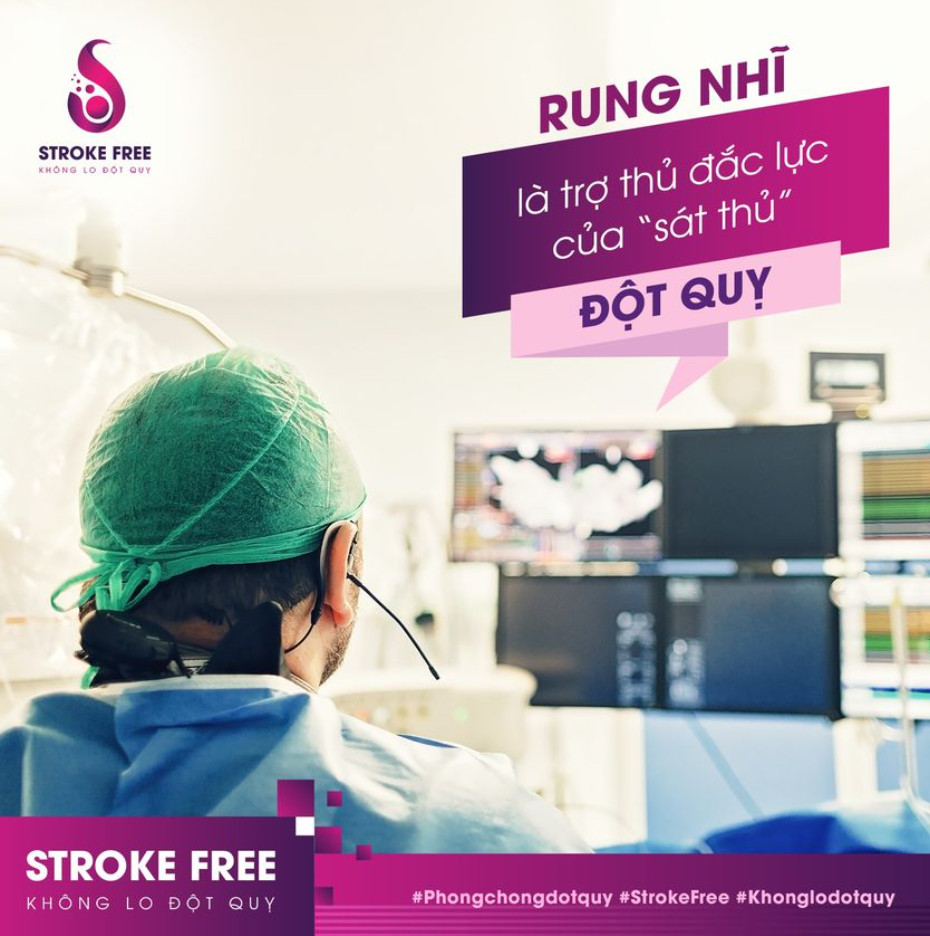 STROKE FREE
KHÔNG LO ĐỘT QUỴ
RUNG NHĨ
là trợ thủ đắc lực
của “sát thủ”
ĐỘT QUỴ
STROKE FREE
KHÔNG LO ĐỘT QUỴ
#Phongchongdotquy #StrokeFree #Khonglodotquy